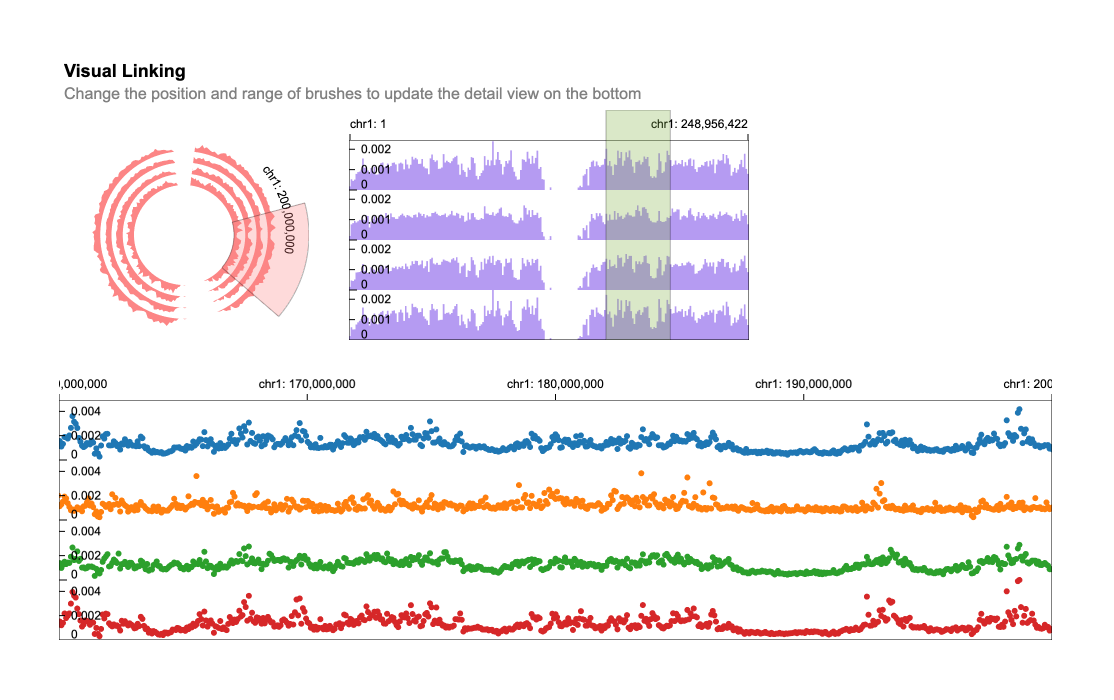 Visual Linking
Change the position and range of brushes to update the detail view on the bottom
chr1: 200,000,000
chr1: 1
chr1: 248,956,422
0.002
0.001
0
0.002
0.001
0
0.002
0.001
0
0.002
0.001
0
0,000,000
chr1: 170,000,000
chr1: 180,000,000
chr1: 190,000,000
chr1: 200
0.004
0.002
0
0.004
0.002
0
0.004
0.002
0
0.004
0.002
0